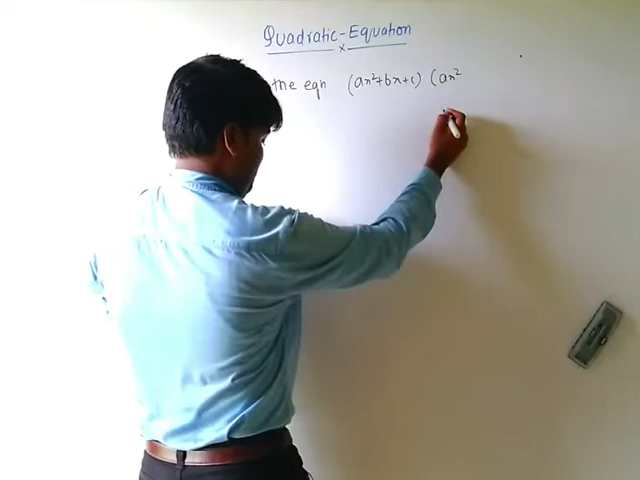 Quadratic-Equation
x
the eqn (ax²+bx+c) (ax²